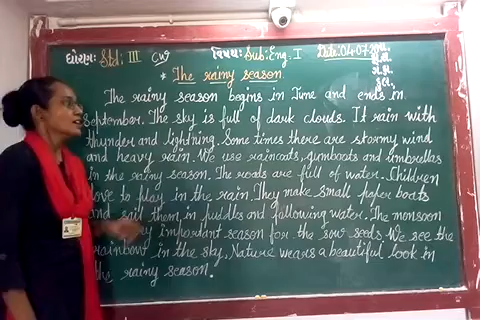 ધોરણ: Std: III CW વિષય: Sub: Eng. I Date: 04.07.
* The rainy season.
The rainy season begins in June and ends in
September. The sky is full of dark clouds. It rain with
thunder and lightning. Some times there are stormy wind
and heavy rain. We use raincoats, gumboots and umbrellas
in the rainy season. The roads are full of water. Children
love to play in the rain. They make small paper boats
and sail them in puddles and following water. The monsoon
important season for the sow seeds. We see the
rainbow in the sky. Nature wears a beautiful look in
the rainy season.